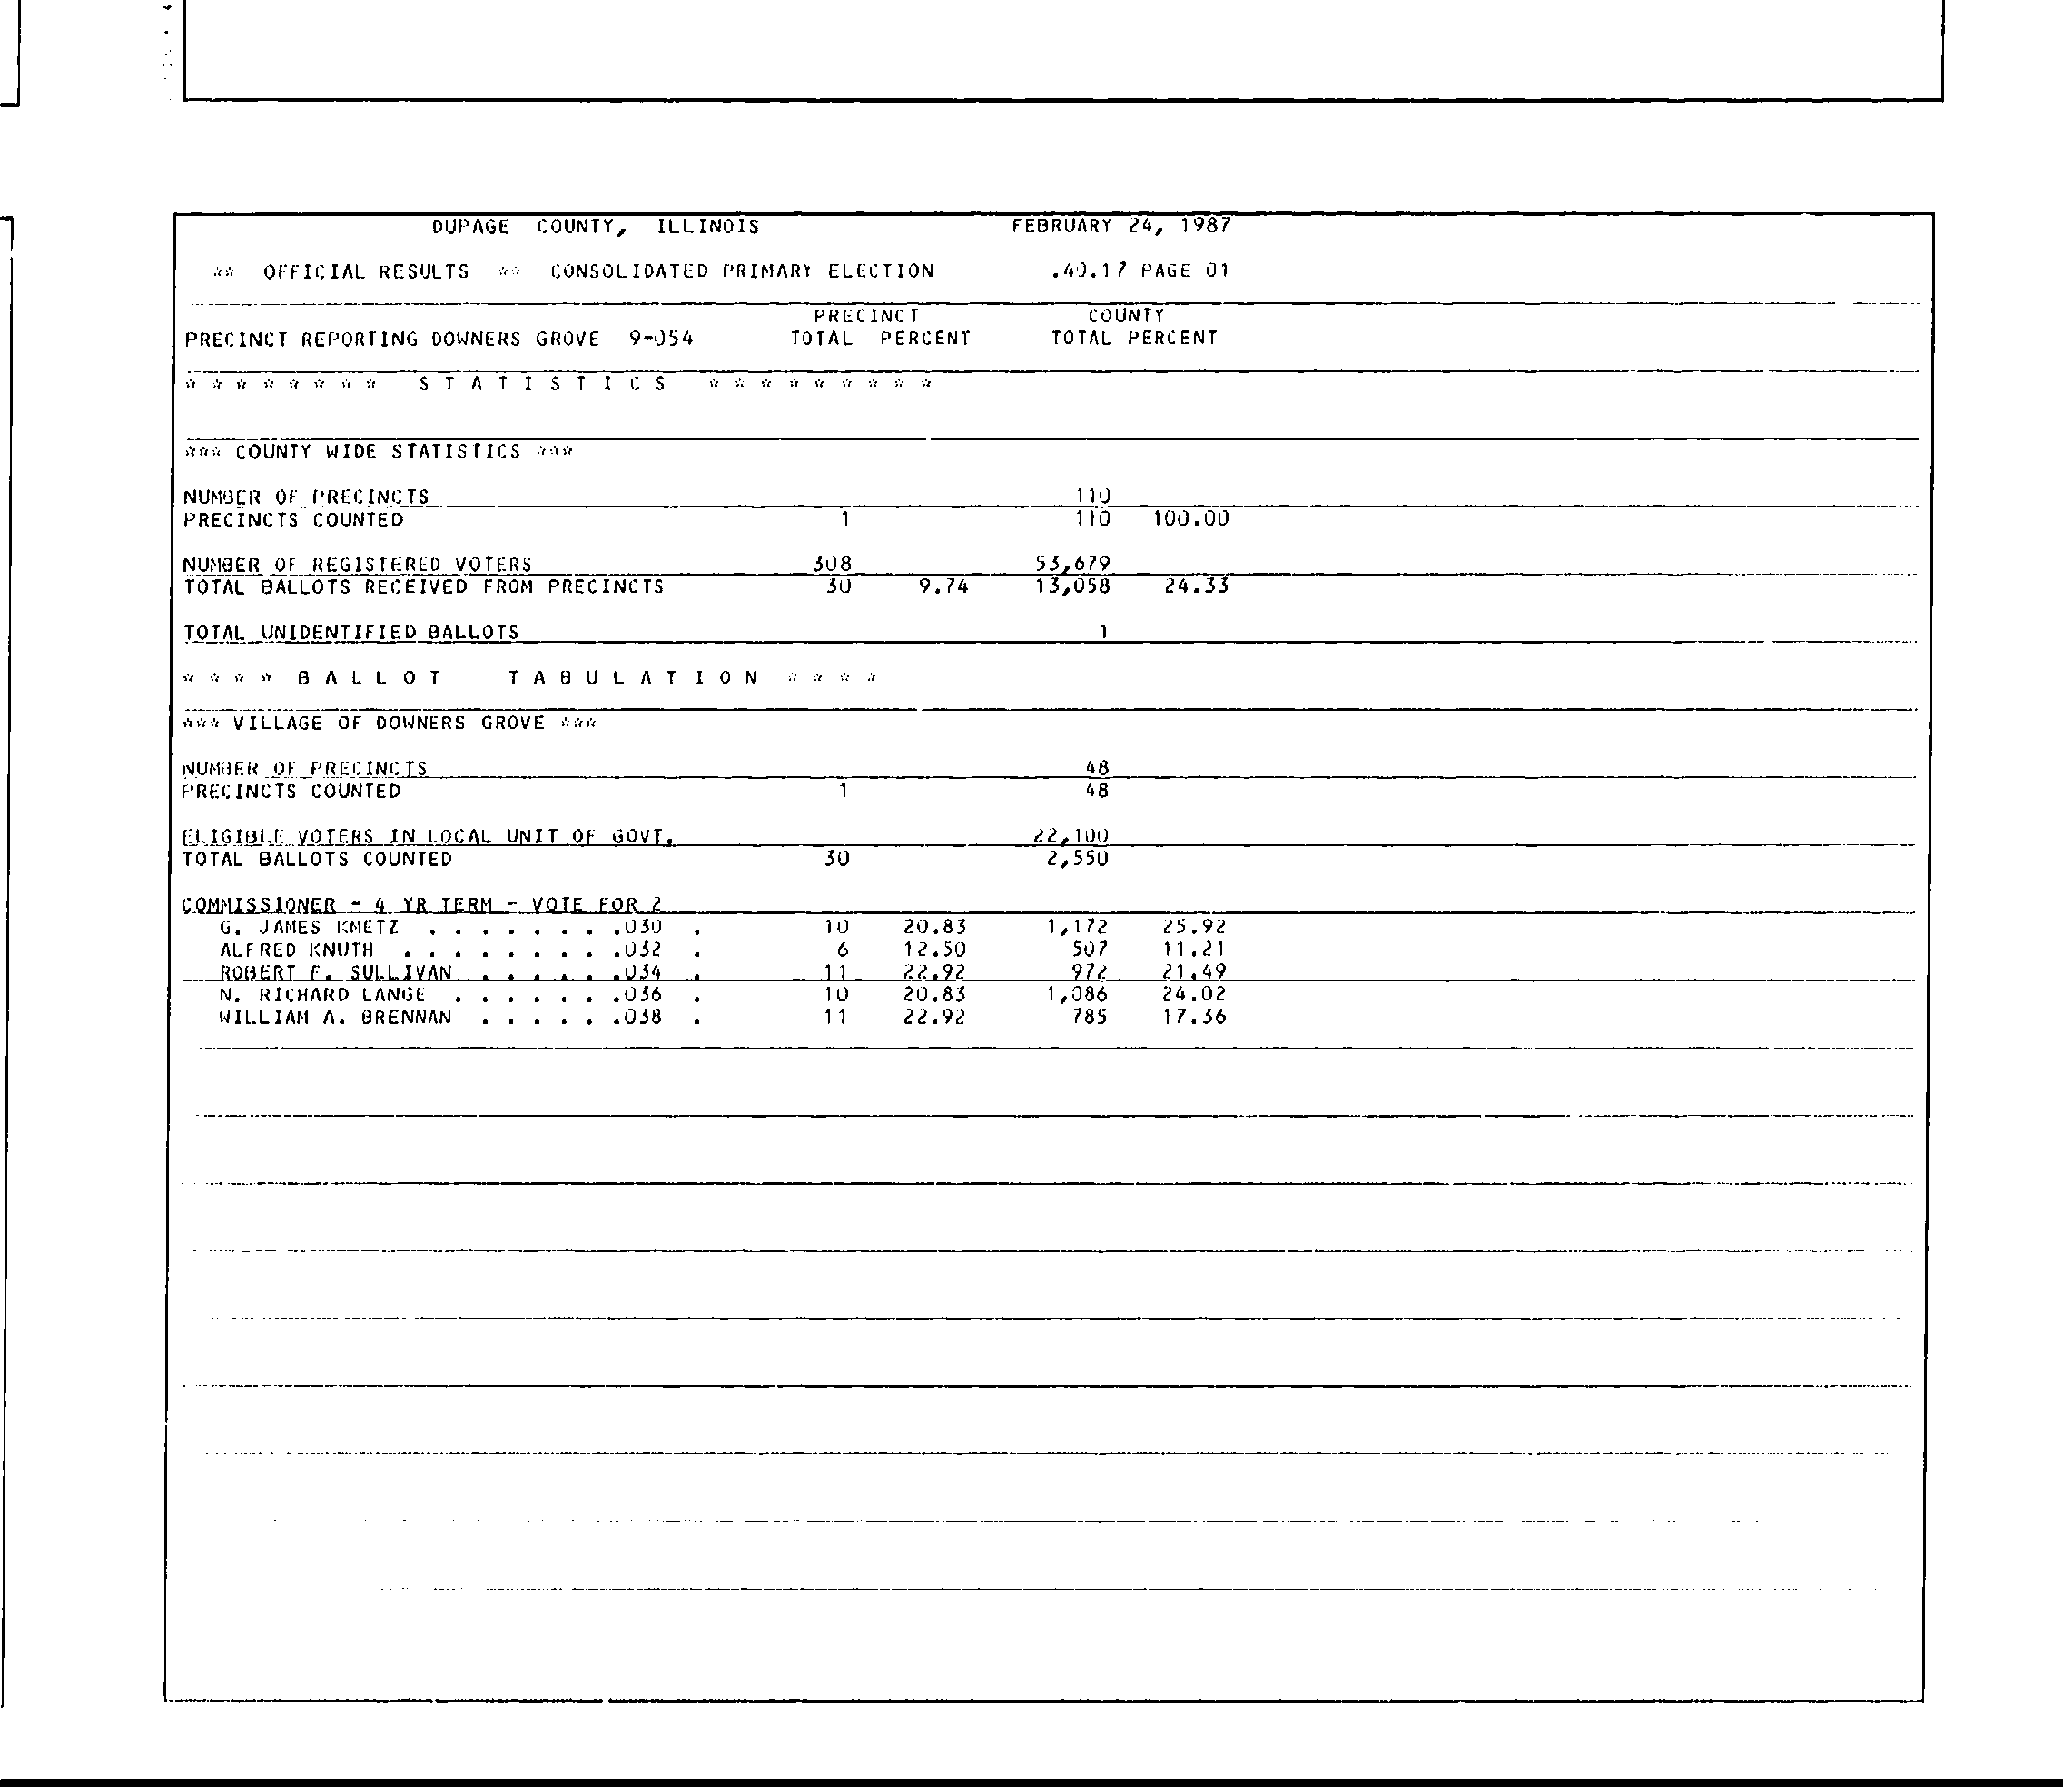 DUPAGE COUNTY, ILLINOIS FEBRUARY 24, 1987
** OFFICIAL RESULTS ** CONSOLIDATED PRIMARY ELECTION .40.17 PAGE 01
PRECINCT COUNTY
PRECINCT REPORTING DOWNERS GROVE 9-054 TOTAL PERCENT TOTAL PERCENT
* * * * * * * * S T A T I S T I C S * * * * * * * * *
*** COUNTY WIDE STATISTICS ***
NUMBER OF PRECINCTS 110
PRECINCTS COUNTED 1 110 100.00
NUMBER OF REGISTERED VOTERS 308 53,679
TOTAL BALLOTS RECEIVED FROM PRECINCTS 30 9.74 13,058 24.33
TOTAL UNIDENTIFIED BALLOTS 1
* * * * B A L L O T T A B U L A T I O N * * * *
*** VILLAGE OF DOWNERS GROVE ***
NUMBER OF PRECINCTS 48
PRECINCTS COUNTED 1 48
ELIGIBLE VOTERS IN LOCAL UNIT OF GOVT. 22,100
TOTAL BALLOTS COUNTED 30 2,550
COMMISSIONER - 4 YR TERM - VOTE FOR 2
G. JAMES KMETZ . . . . . . . .030 . 10 20.83 1,172 25.92
ALFRED KNUTH . . . . . . . . .032 . 6 12.50 507 11.21
ROBERT F. SULLIVAN . . . . . .034 . 11 22.92 972 21.49
N. RICHARD LANGE . . . . . . .036 . 10 20.83 1,086 24.02
WILLIAM A. BRENNAN . . . . . .038 . 11 22.92 785 17.36